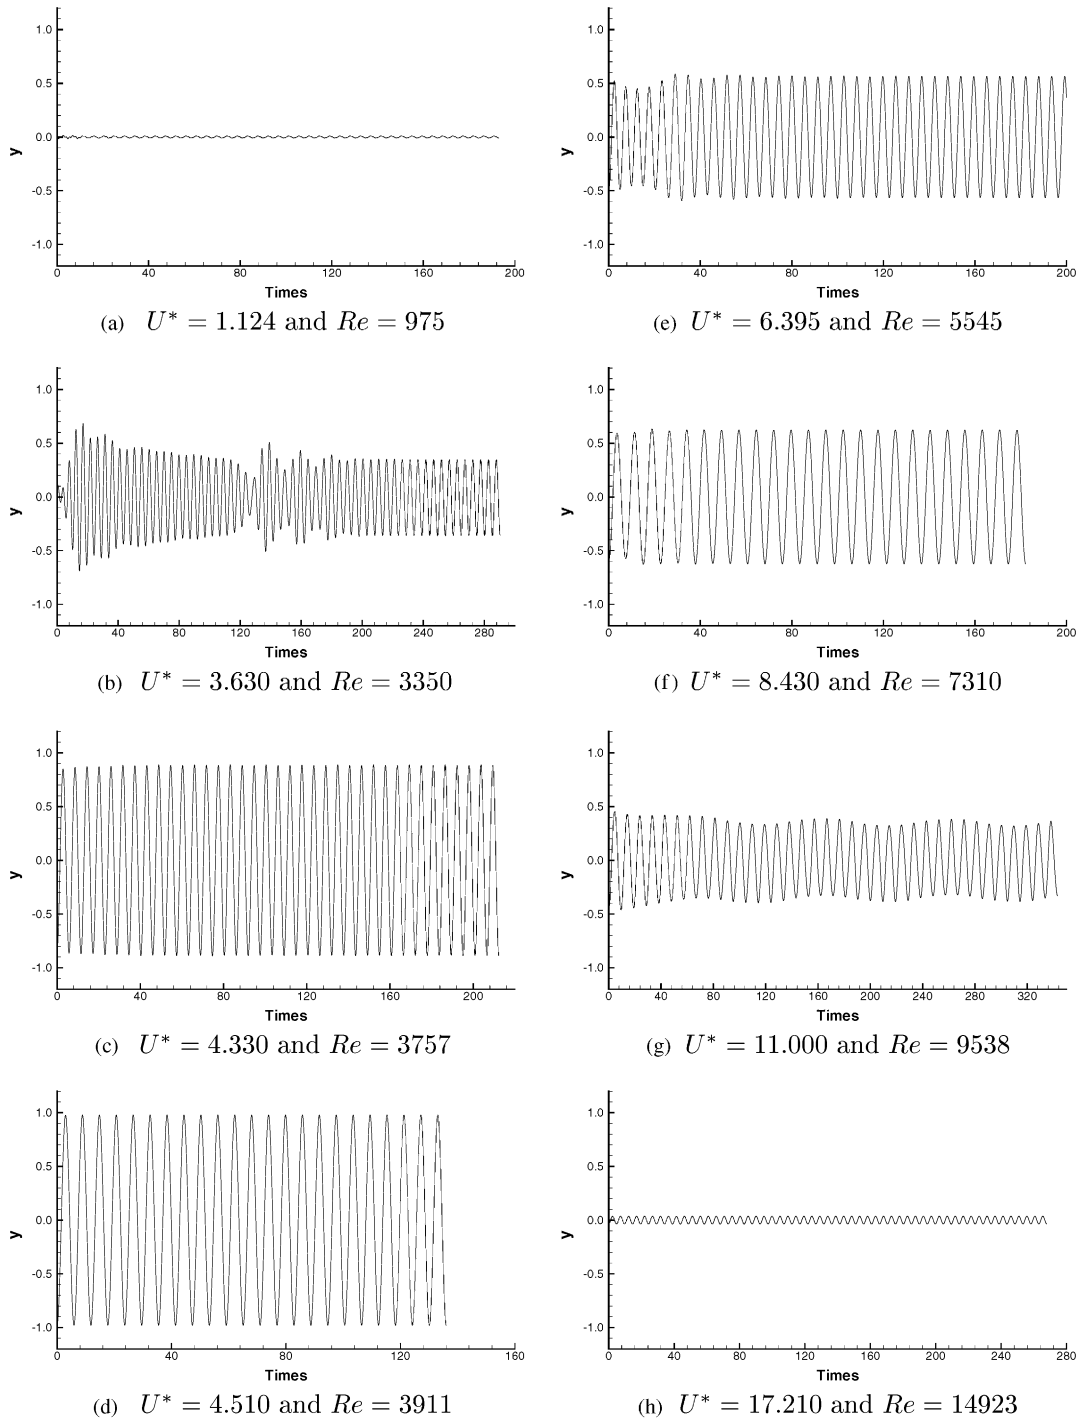 1.0
0.5
0.0
-0.5
-1.0
y
0 40 80 120 160 200
Times
(a) U* = 1.124 and Re = 975
1.0
0.5
0.0
-0.5
-1.0
y
0 40 80 120 160 200
Times
(e) U* = 6.395 and Re = 5545
1.0
0.5
0.0
-0.5
-1.0
y
0 40 80 120 160 200 240 280
Times
(b) U* = 3.630 and Re = 3350
1.0
0.5
0.0
-0.5
-1.0
y
0 40 80 120 160 200
Times
(f) U* = 8.430 and Re = 7310
1.0
0.5
0.0
-0.5
-1.0
y
0 40 80 120 160 200
Times
(c) U* = 4.330 and Re = 3757
1.0
0.5
0.0
-0.5
-1.0
y
0 40 80 120 160 200 240 280 320
Times
(g) U* = 11.000 and Re = 9538
1.0
0.5
0.0
-0.5
-1.0
y
0 40 80 120 160
Times
(d) U* = 4.510 and Re = 3911
1.0
0.5
0.0
-0.5
-1.0
y
0 40 80 120 160 200 240 280
Times
(h) U* = 17.210 and Re = 14923